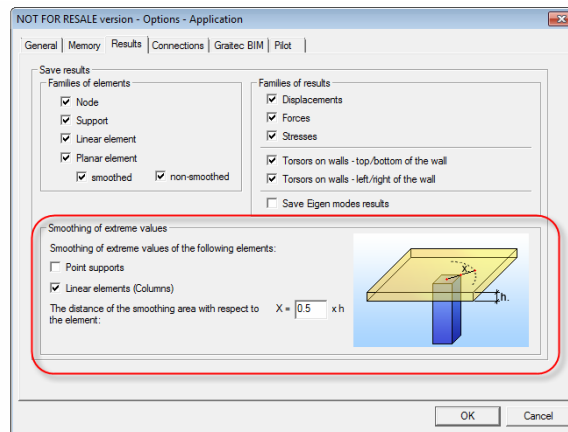 NOT FOR RESALE version - Options - Application
General Memory Results Connections Graitec BIM Pilot
Save results
Families of elements
Node
Support
Linear element
Planar element
smoothed non-smoothed
Families of results
Displacements
Forces
Stresses
Torsors on walls - top/bottom of the wall
Torsors on walls - left/right of the wall
Save Eigen modes results
Smoothing of extreme values
Smoothing of extreme values of the following elements:
Point supports
Linear elements (Columns)
The distance of the smoothing area with respect to
the element:
X = 0.5 x h
x
h
OK Cancel